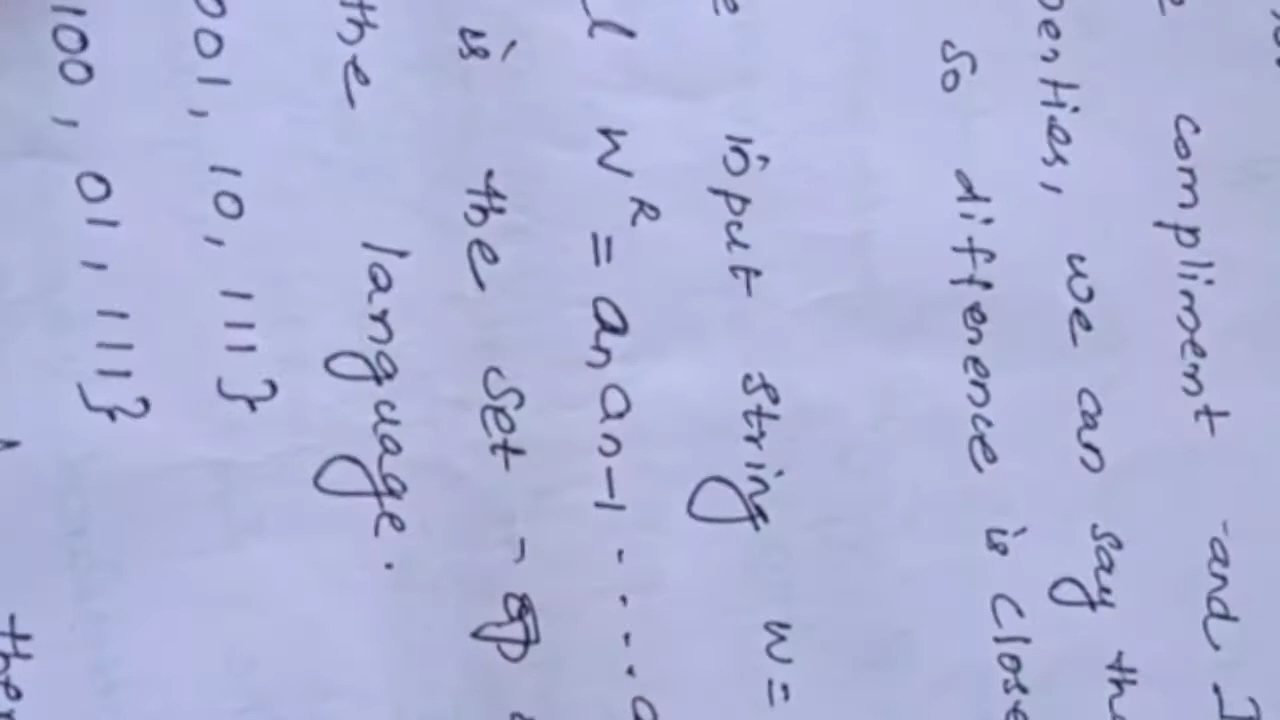 compliment and
perties, we can say th
so difference is close
input string w =
l w^R = an an-1 ....
is the set
the language.
001, 10, 111}
100, 01, 111}
then